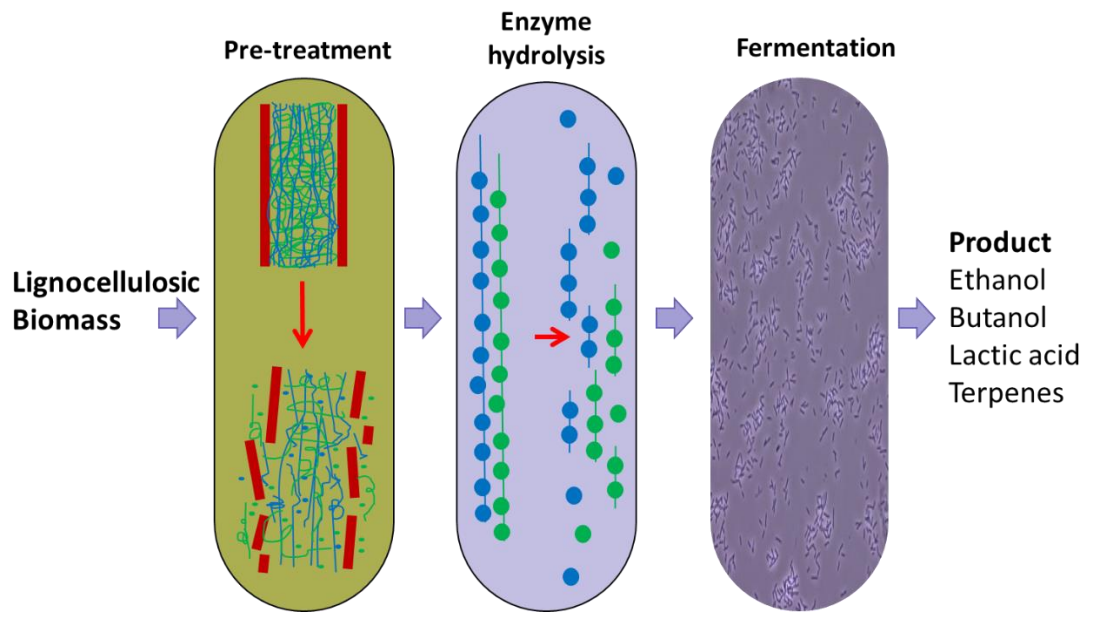 Pre-treatment
Enzyme
hydrolysis
Fermentation
Lignocellulosic
Biomass
Product
Ethanol
Butanol
Lactic acid
Terpenes